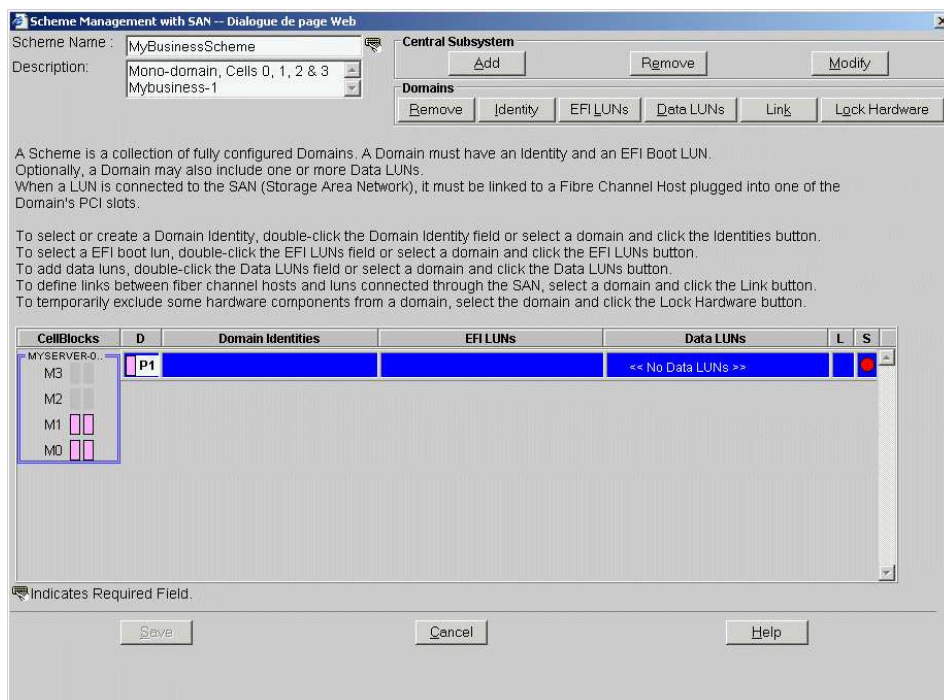 Scheme Management with SAN -- Dialogue de page Web
Scheme Name : MyBusinessScheme
Description: Mono-domain, Cells 0, 1, 2 & 3
Mybusiness-1
Central Subsystem
Add Remove Modify
Domains
Remove Identity EFI LUNs Data LUNs Link Lock Hardware
A Scheme is a collection of fully configured Domains. A Domain must have an Identity and an EFI Boot LUN.
Optionally, a Domain may also include one or more Data LUNs.
When a LUN is connected to the SAN (Storage Area Network), it must be linked to a Fibre Channel Host plugged into one of the
Domain's PCI slots.
To select or create a Domain Identity, double-click the Domain Identity field or select a domain and click the Identities button.
To select a EFI boot lun, double-click the EFI LUNs field or select a domain and click the EFI LUNs button.
To add data luns, double-click the Data LUNs field or select a domain and click the Data LUNs button.
To define links between fiber channel hosts and luns connected through the SAN, select a domain and click the Link button.
To temporarily exclude some hardware components from a domain, select the domain and click the Lock Hardware button.
CellBlocks D Domain Identities EFI LUNs Data LUNs L S
MYSERVER-0..
P1 << No Data LUNs >>
M3
M2
M1
M0
Indicates Required Field.
Save Cancel Help